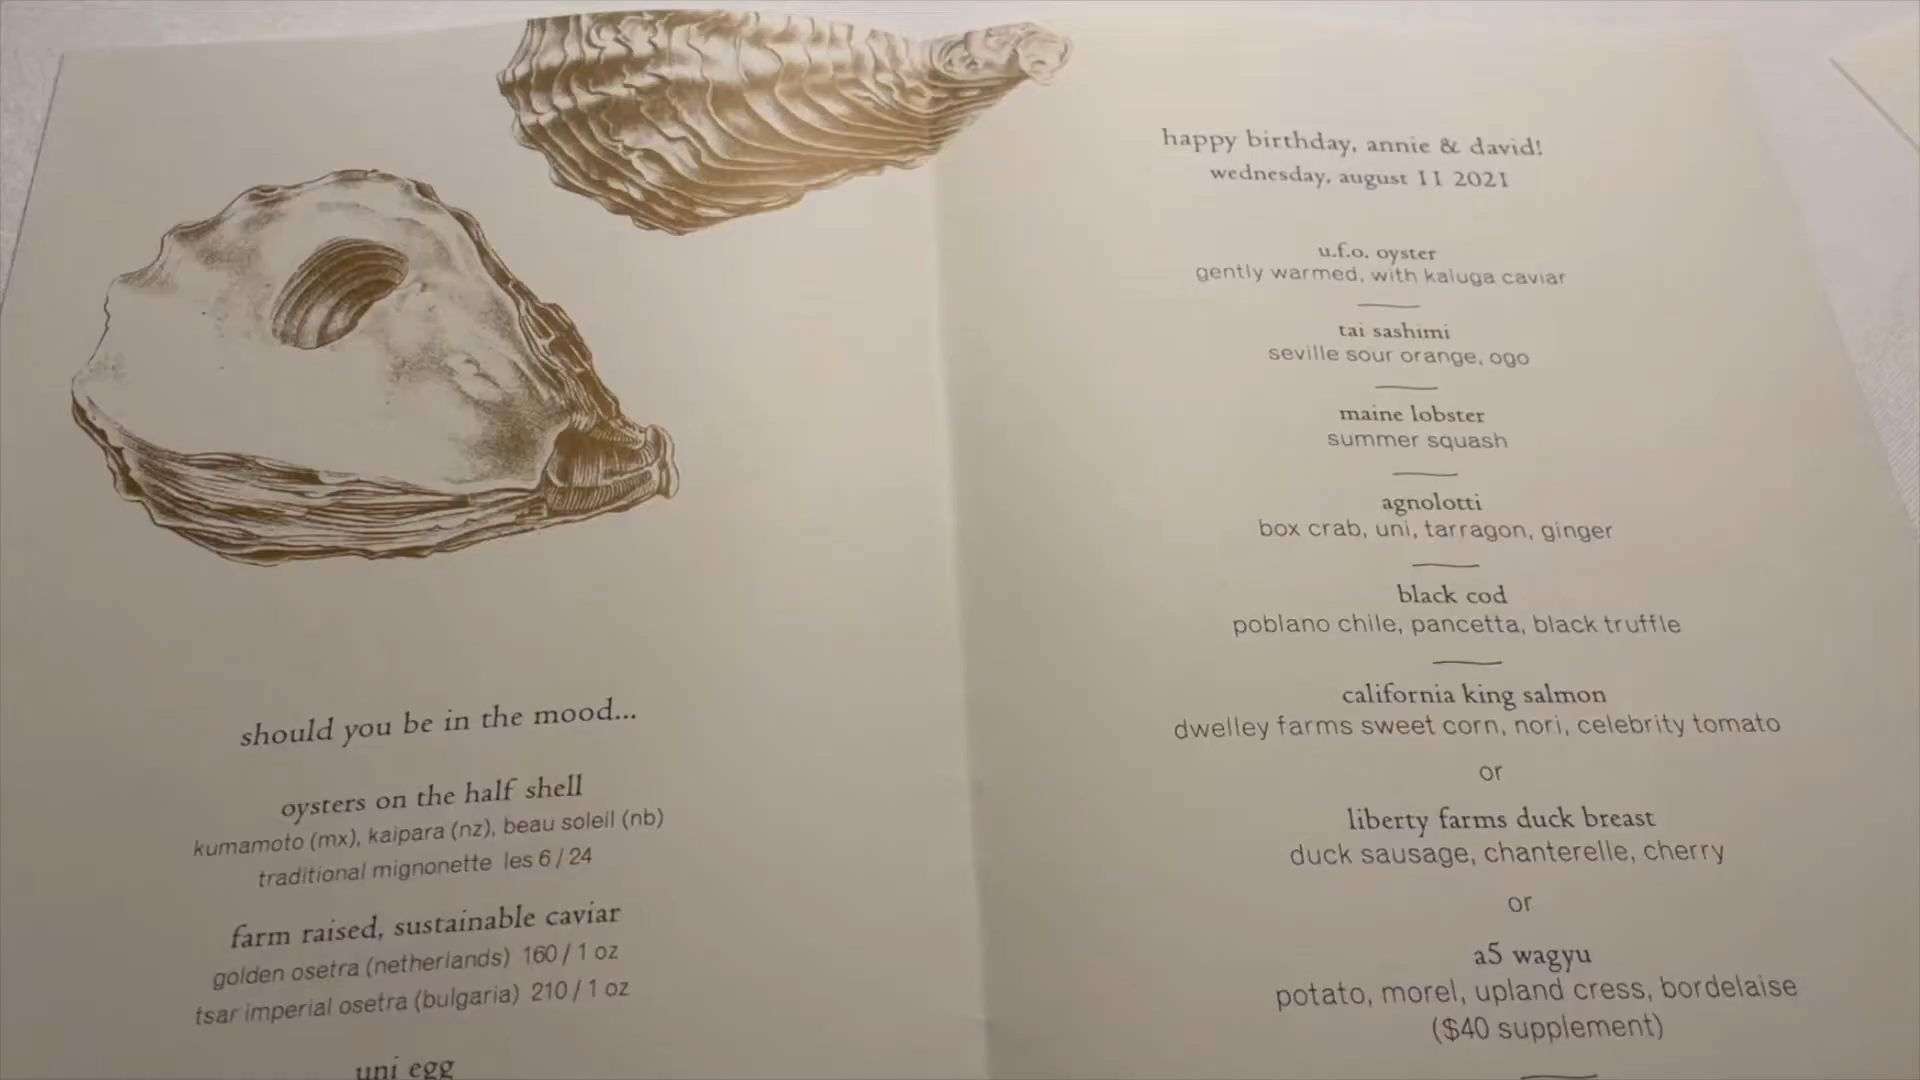 should you be in the mood...
oysters on the half shell
kumamoto (mx), kaipara (nz), beau soleil (nb)
traditional mignonette les 6 / 24
farm raised, sustainable caviar
golden osetra (netherlands) 160 / 1 oz
tsar imperial osetra (bulgaria) 210 / 1 oz
uni egg
happy birthday, annie & david!
wednesday, august 11 2021
u.f.o. oyster
gently warmed, with kaluga caviar
tai sashimi
seville sour orange, ogo
maine lobster
summer squash
agnolotti
box crab, uni, tarragon, ginger
black cod
poblano chile, pancetta, black truffle
california king salmon
dwelley farms sweet corn, nori, celebrity tomato
or
liberty farms duck breast
duck sausage, chanterelle, cherry
or
a5 wagyu
potato, morel, upland cress, bordelaise
($40 supplement)